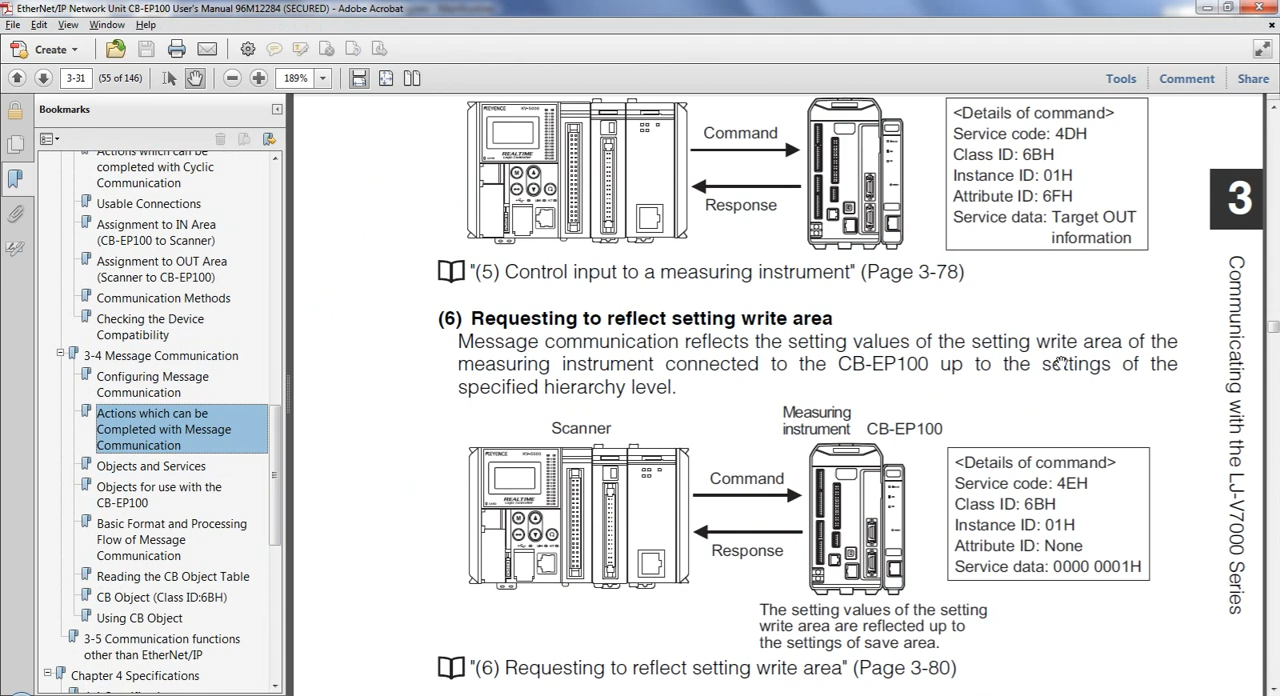 EtherNet/IP Network Unit CB-EP100 User's Manual 96M12284 (SECURED) - Adobe Acrobat
File Edit View Window Help
Create
3-31 (55 of 146) 189% Tools Comment Share
Bookmarks
Actions which can be
completed with Cyclic
Communication
Usable Connections
Assignment to IN Area
(CB-EP100 to Scanner)
Assignment to OUT Area
(Scanner to CB-EP100)
Communication Methods
Checking the Device
Compatibility
3-4 Message Communication
Configuring Message
Communication
Actions which can be
Completed with Message
Communication
Objects and Services
Objects for use with the
CB-EP100
Basic Format and Processing
Flow of Message
Communication
Reading the CB Object Table
CB Object (Class ID:6BH)
Using CB Object
3-5 Communication functions
other than EtherNet/IP
Chapter 4 Specifications
KEYENCE
REALTIME
Command
Response
<Details of command>
Service code: 4DH
Class ID: 6BH
Instance ID: 01H
Attribute ID: 6FH
Service data: Target OUT
information
"(5) Control input to a measuring instrument" (Page 3-78)
(6) Requesting to reflect setting write area
Message communication reflects the setting values of the setting write area of the
measuring instrument connected to the CB-EP100 up to the settings of the
specified hierarchy level.
Scanner
Measuring
instrument CB-EP100
REALTIME
Command
Response
<Details of command>
Service code: 4EH
Class ID: 6BH
Instance ID: 01H
Attribute ID: None
Service data: 0000 0001H
The setting values of the setting
write area are reflected up to
the settings of save area.
"(6) Requesting to reflect setting write area" (Page 3-80)
3
Communicating with the LJ-V7000 Series